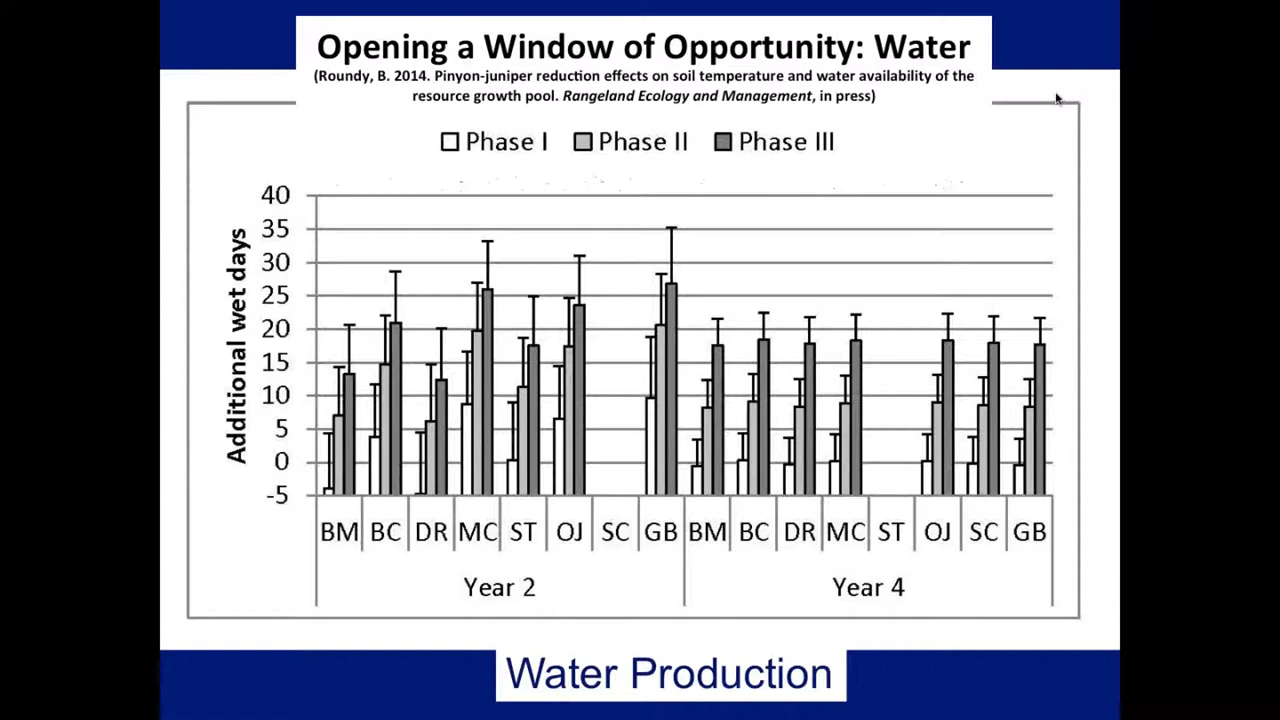 Opening a Window of Opportunity: Water
(Roundy, B. 2014. Pinyon-juniper reduction effects on soil temperature and water availability of the
resource growth pool. Rangeland Ecology and Management, in press)
Phase I Phase II Phase III
Additional wet days
40
35
30
25
20
15
10
5
0
-5
BM BC DR MC ST OJ SC GB BM BC DR MC ST OJ SC GB
Year 2 Year 4
Water Production